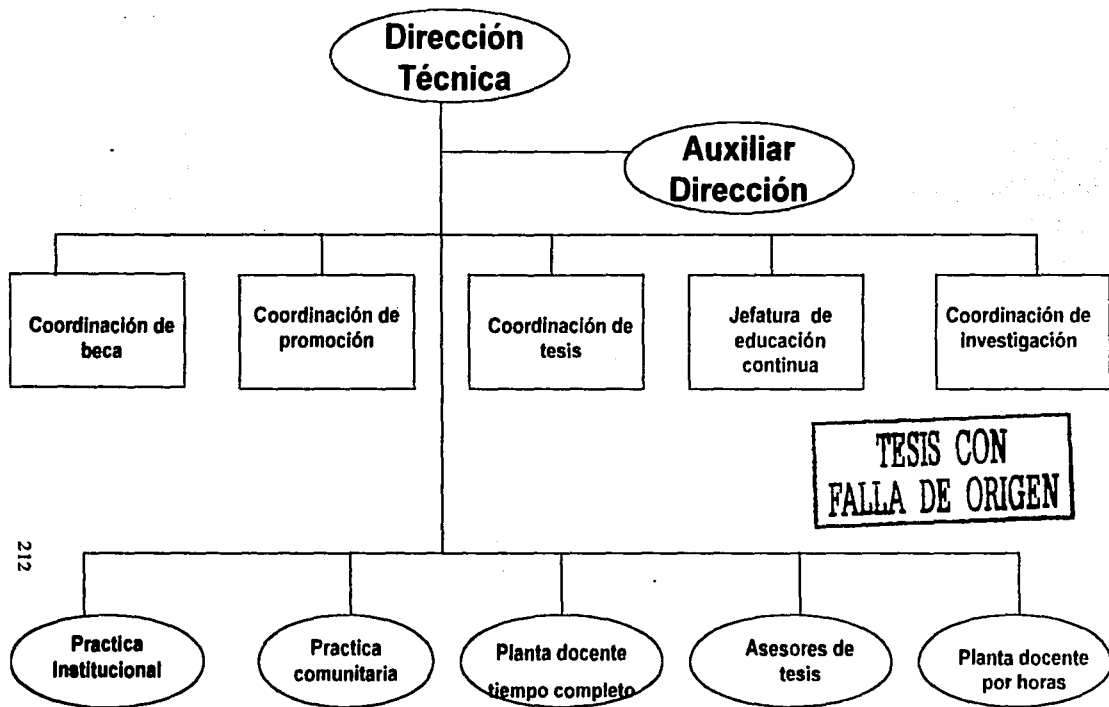 Dirección
Técnica
Auxiliar
Dirección
Coordinación de
beca
Coordinación de
promoción
Coordinación de
tesis
Jefatura de
educación
continua
Coordinación de
investigación
TESIS CON
FALLA DE ORIGEN
212
Practica
Institucional
Practica
comunitaria
Planta docente
tiempo completo
Asesores de
tesis
Planta docente
por horas